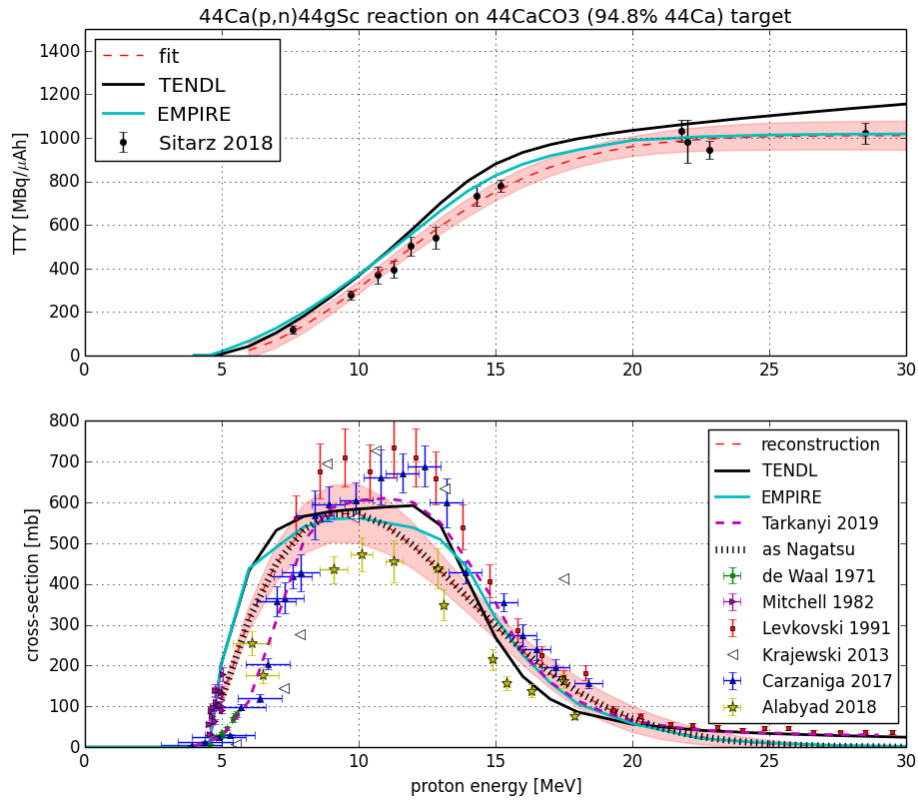 44Ca(p,n)44gSc reaction on 44CaCO3 (94.8% 44Ca) target
1400
1200
1000
800
600
400
200
0
TTY [MBq/μAh]
fit
TENDL
EMPIRE
Sitarz 2018
0 5 10 15 20 25 30
800
700
600
500
400
300
200
100
0
cross-section [mb]
reconstruction
TENDL
EMPIRE
Tarkanyi 2019
as Nagatsu
de Waal 1971
Mitchell 1982
Levkovski 1991
Krajewski 2013
Carzaniga 2017
Alabyad 2018
0 5 10 15 20 25 30
proton energy [MeV]